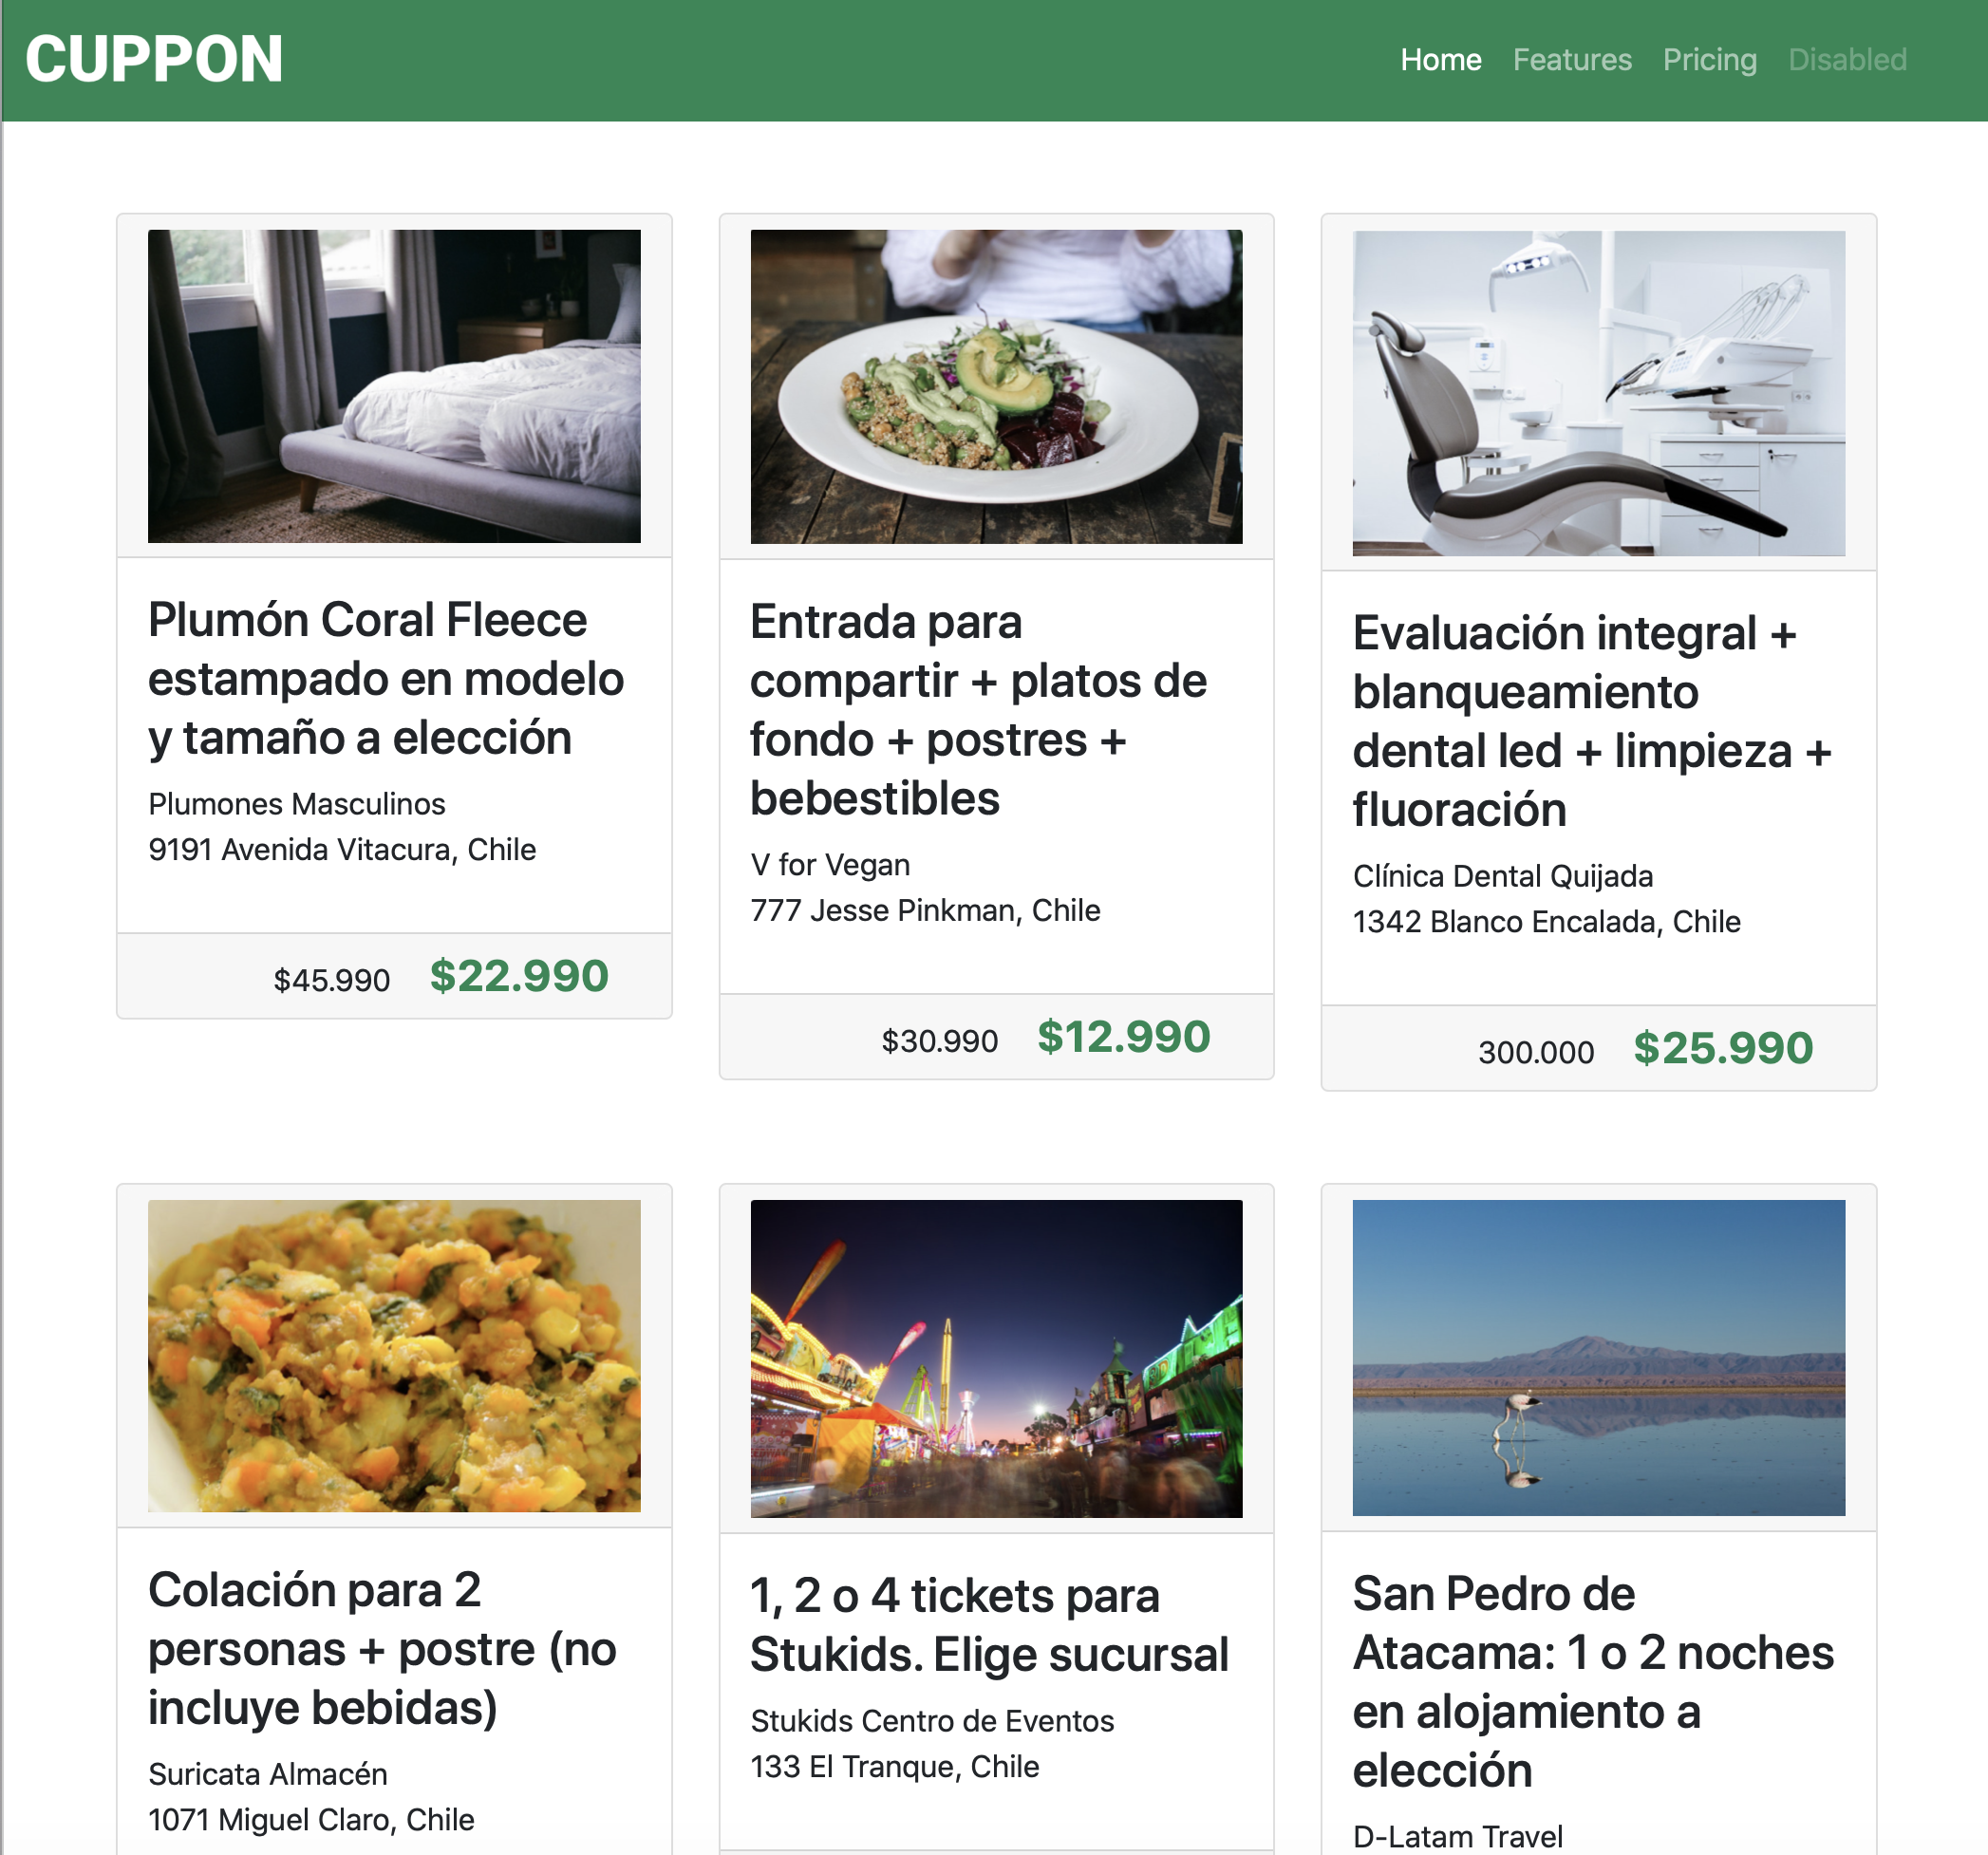 CUPPON
Home Features Pricing Disabled
Plumón Coral Fleece
estampado en modelo
y tamaño a elección
Plumones Masculinos
9191 Avenida Vitacura, Chile
$45.990 $22.990
Entrada para
compartir + platos de
fondo + postres +
bebestibles
V for Vegan
777 Jesse Pinkman, Chile
$30.990 $12.990
Evaluación integral +
blanqueamiento
dental led + limpieza +
fluoración
Clínica Dental Quijada
1342 Blanco Encalada, Chile
300.000 $25.990
Colación para 2
personas + postre (no
incluye bebidas)
Suricata Almacén
1071 Miguel Claro, Chile
1, 2 o 4 tickets para
Stukids. Elige sucursal
Stukids Centro de Eventos
133 El Tranque, Chile
San Pedro de
Atacama: 1 o 2 noches
en alojamiento a
elección
D-Latam Travel